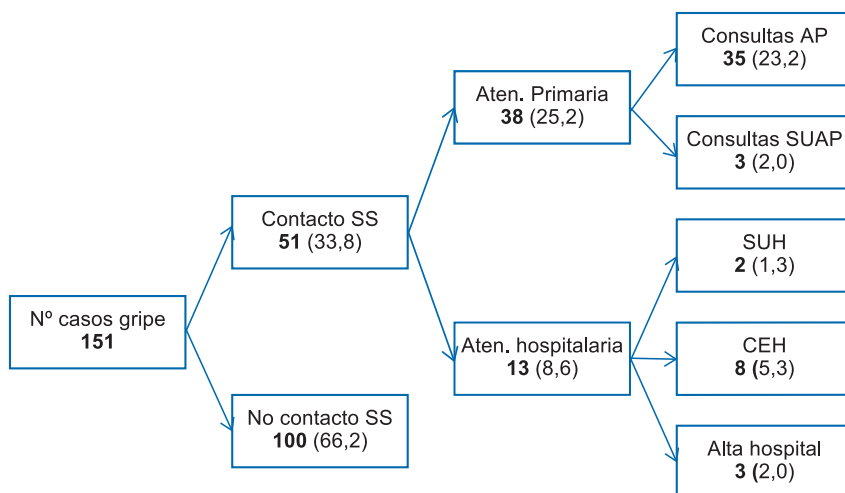 Nº casos gripe
151
Contacto SS
51 (33,8)
No contacto SS
100 (66,2)
Aten. Primaria
38 (25,2)
Aten. hospitalaria
13 (8,6)
Consultas AP
35 (23,2)
Consultas SUAP
3 (2,0)
SUH
2 (1,3)
CEH
8 (5,3)
Alta hospital
3 (2,0)